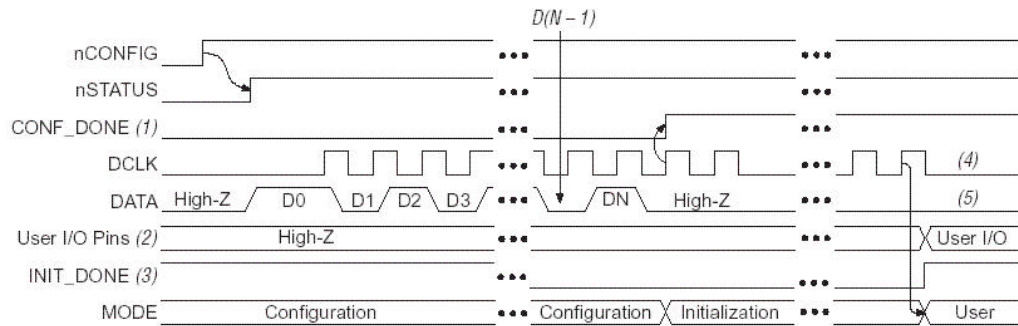 D(N – 1)
nCONFIG
nSTATUS
CONF_DONE (1)
DCLK (4)
DATA High-Z D0 D1 D2 D3 DN High-Z (5)
User I/O Pins (2) High-Z User I/O
INIT_DONE (3)
MODE Configuration Configuration Initialization User